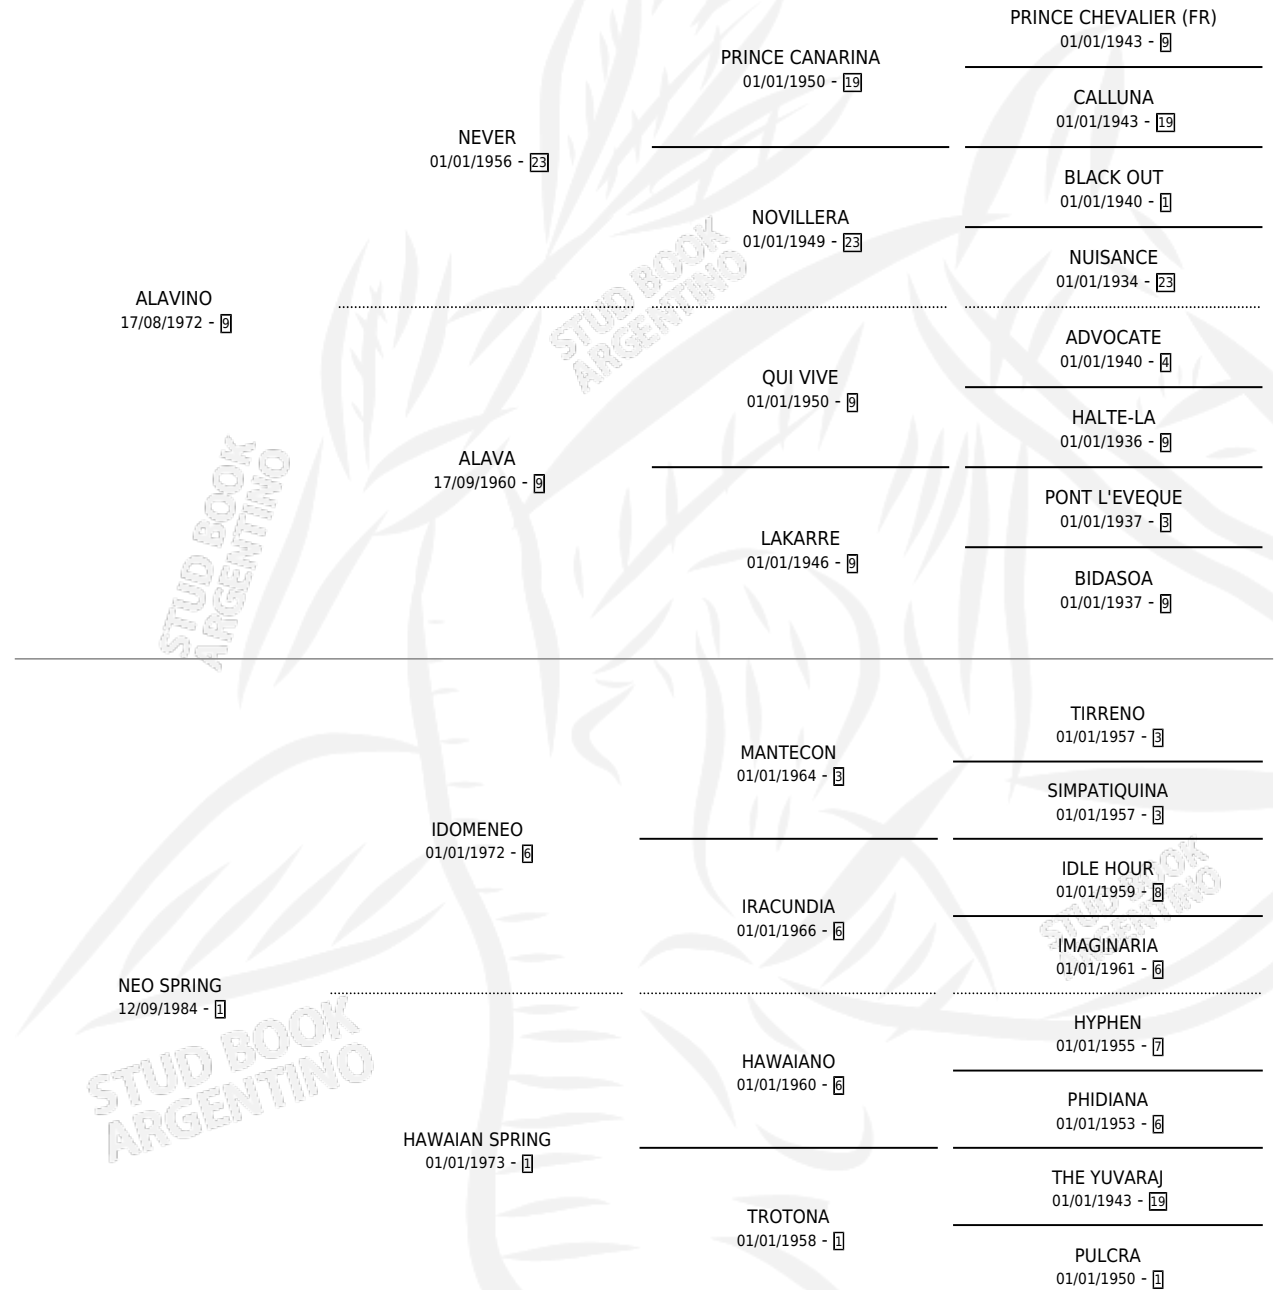 PRINCE CHEVALIER (FR)
01/01/1943 - 9
PRINCE CANARINA
01/01/1950 - 19
CALLUNA
01/01/1943 - 19
NEVER
01/01/1956 - 23
BLACK OUT
01/01/1940 - 1
NOVILLERA
01/01/1949 - 23
NUISANCE
01/01/1934 - 23
ALAVINO
17/08/1972 - 9
ADVOCATE
01/01/1940 - 4
QUI VIVE
01/01/1950 - 9
HALTE-LA
01/01/1936 - 9
ALAVA
17/09/1960 - 9
PONT L'EVEQUE
01/01/1937 - 3
LAKARRE
01/01/1946 - 9
BIDASOA
01/01/1937 - 9
STUD BOOK
ARGENTINO
STUD BOOK
ARGENTINO
TIRRENO
01/01/1957 - 3
MANTECON
01/01/1964 - 3
SIMPATIQUINA
01/01/1957 - 3
IDOMENEO
01/01/1972 - 6
IDLE HOUR
01/01/1959 - 8
IRACUNDIA
01/01/1966 - 6
IMAGINARIA
01/01/1961 - 6
NEO SPRING
12/09/1984 - 1
HYPHEN
01/01/1955 - 7
HAWAIANO
01/01/1960 - 6
PHIDIANA
01/01/1953 - 6
HAWAIAN SPRING
01/01/1973 - 1
THE YUVARAJ
01/01/1943 - 19
TROTONA
01/01/1958 - 1
PULCRA
01/01/1950 - 1
STUD BOOK
ARGENTINO
STUD BOOK
ARGENTINO